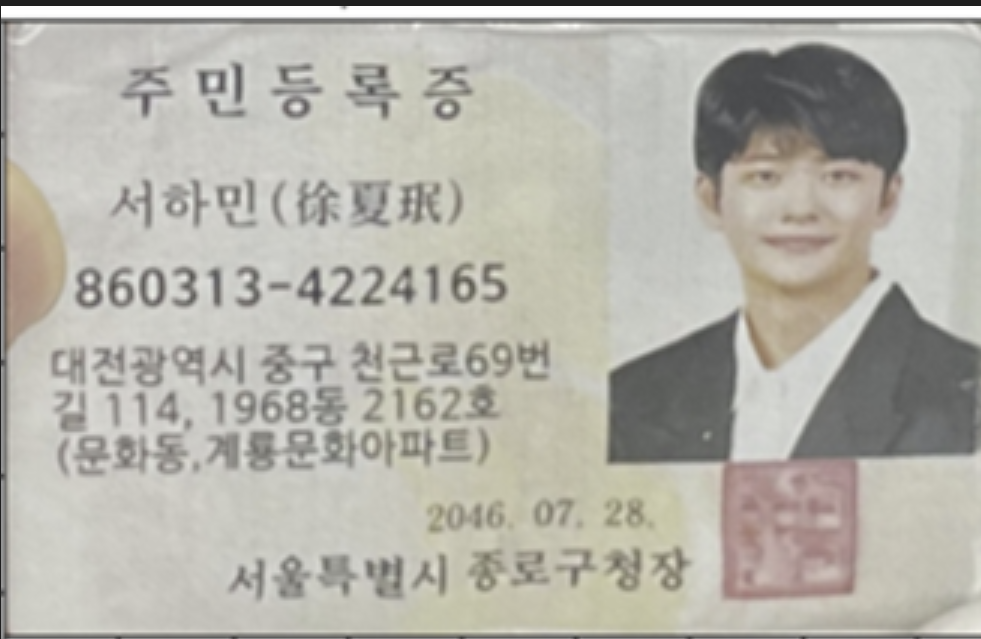 주민등록증
서하민(徐夏珉)
860313-4224165
대전광역시 중구 천근로69번
길 114, 1968동 2162호
(문화동,계룡문화아파트)
2046. 07. 28.
서울특별시 종로구청장